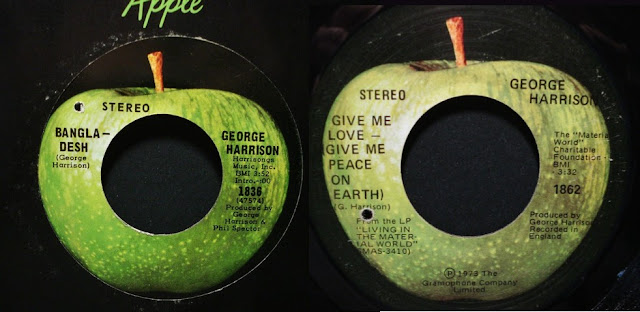 Apple
STEREO
BANGLA—
DESH
(George
Harrison)
GEORGE
HARRISON
Harrisongs
Music, Inc.
BMI 3:52
Intro.-:00
1836
(47574)
Produced by
George
Harrison &
Phil Spector
STEREO
GIVE ME
LOVE —
(GIVE ME
PEACE
ON
EARTH)
(G. Harrison)
From the LP
"LIVING IN
THE MATER-
IAL WORLD"
(SMAS-3410)
GEORGE
HARRISON
The "Material
World"
Charitable
Foundation -
BMI
3:32
1862
Produced by
George Harrison
Recorded in
England
℗ 1973 The
Gramophone Company
Limited